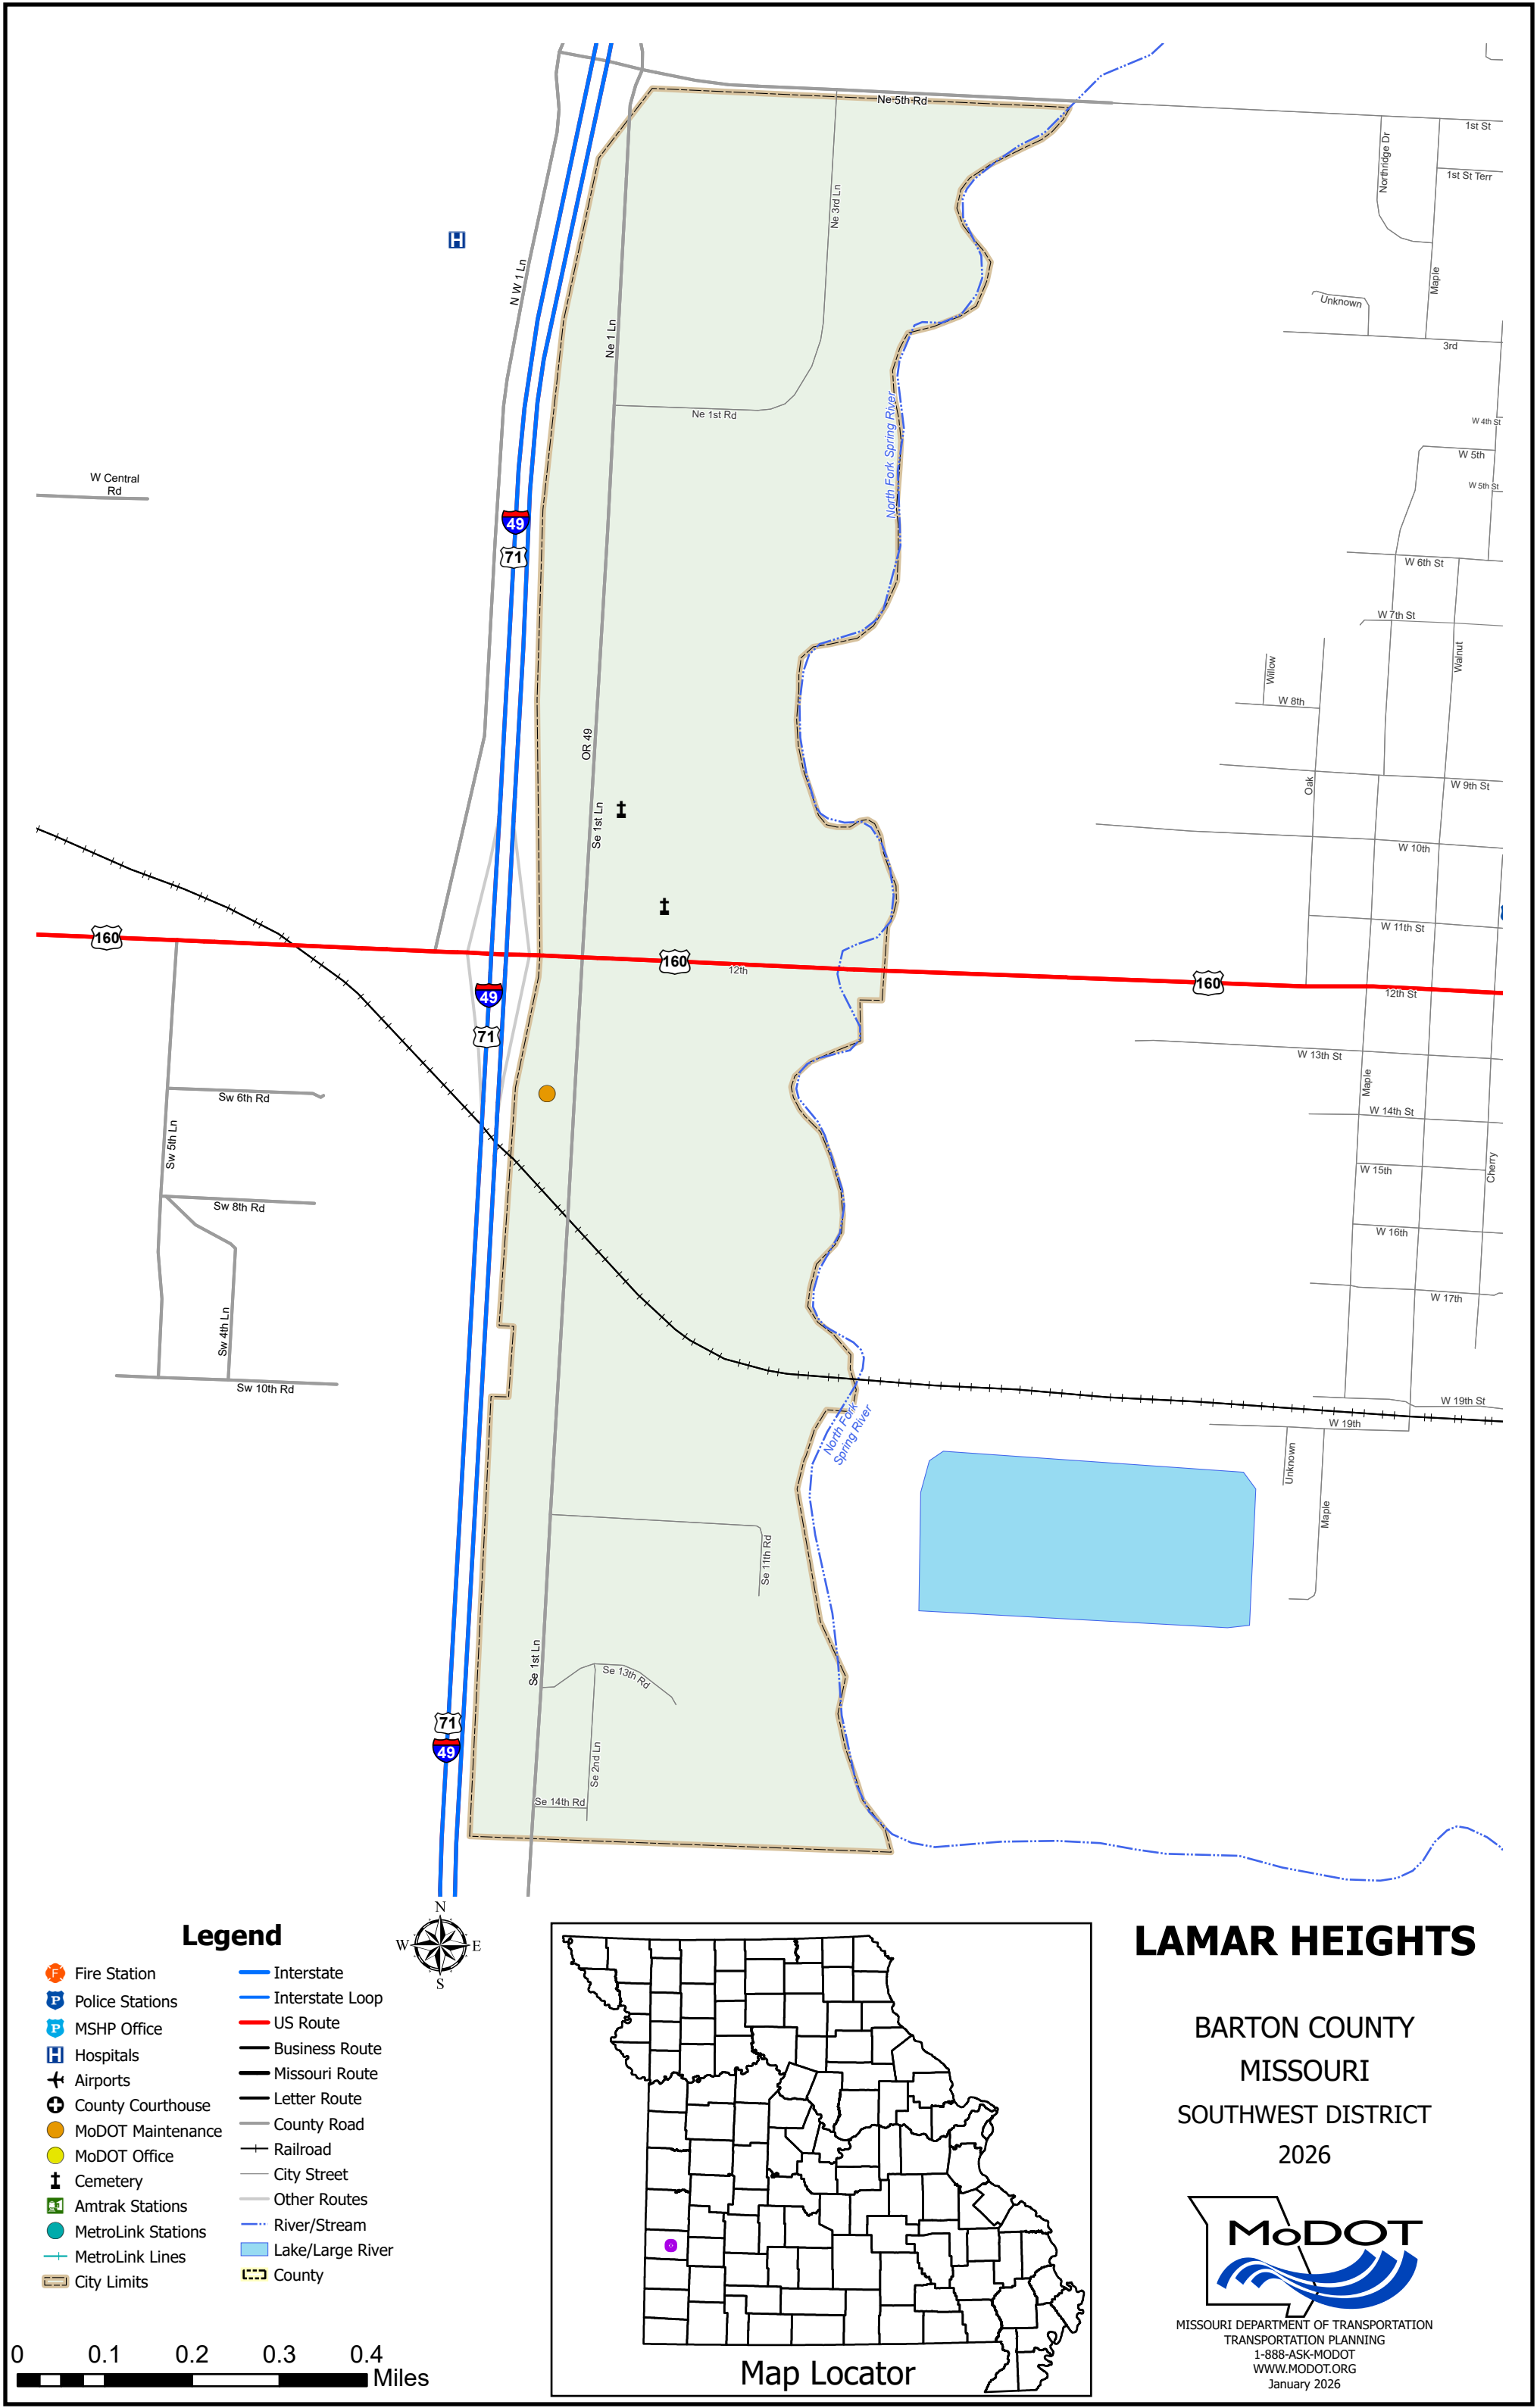 Ne 5th Rd
1st St
Northridge Dr
1st St Terr
Ne 3rd Ln
H
N W 1 Ln
Maple
Unknown
Ne 1 Ln
3rd
Ne 1st Rd
North Fork Spring River
W 4th St
W 5th
W Central
Rd
W 5th St
49
71
W 6th St
W 7th St
Walnut
Willow
W 8th
OR 49
Oak
W 9th St
Se 1st Ln
W 10th
W 11th St
160
160
12th
160
12th St
49
71
W 13th St
Maple
Sw 6th Rd
W 14th St
Sw 5th Ln
Cherry
W 15th
Sw 8th Rd
W 16th
W 17th
Sw 4th Ln
Sw 10th Rd
W 19th St
North Fork
Spring River
W 19th
Unknown
Maple
Se 11th Rd
Se 1st Ln
Se 13th Rd
71
49
Se 2nd Ln
Se 14th Rd
Legend
N
W
E
S
F Fire Station
P Police Stations
P MSHP Office
H Hospitals
Airports
County Courthouse
MoDOT Maintenance
MoDOT Office
Cemetery
Amtrak Stations
MetroLink Stations
MetroLink Lines
City Limits
Interstate
Interstate Loop
US Route
Business Route
Missouri Route
Letter Route
County Road
Railroad
City Street
Other Routes
River/Stream
Lake/Large River
County
0 0.1 0.2 0.3 0.4
Miles
Map Locator
LAMAR HEIGHTS
BARTON COUNTY
MISSOURI
SOUTHWEST DISTRICT
2026
MoDOT
MISSOURI DEPARTMENT OF TRANSPORTATION
TRANSPORTATION PLANNING
1-888-ASK-MODOT
WWW.MODOT.ORG
January 2026